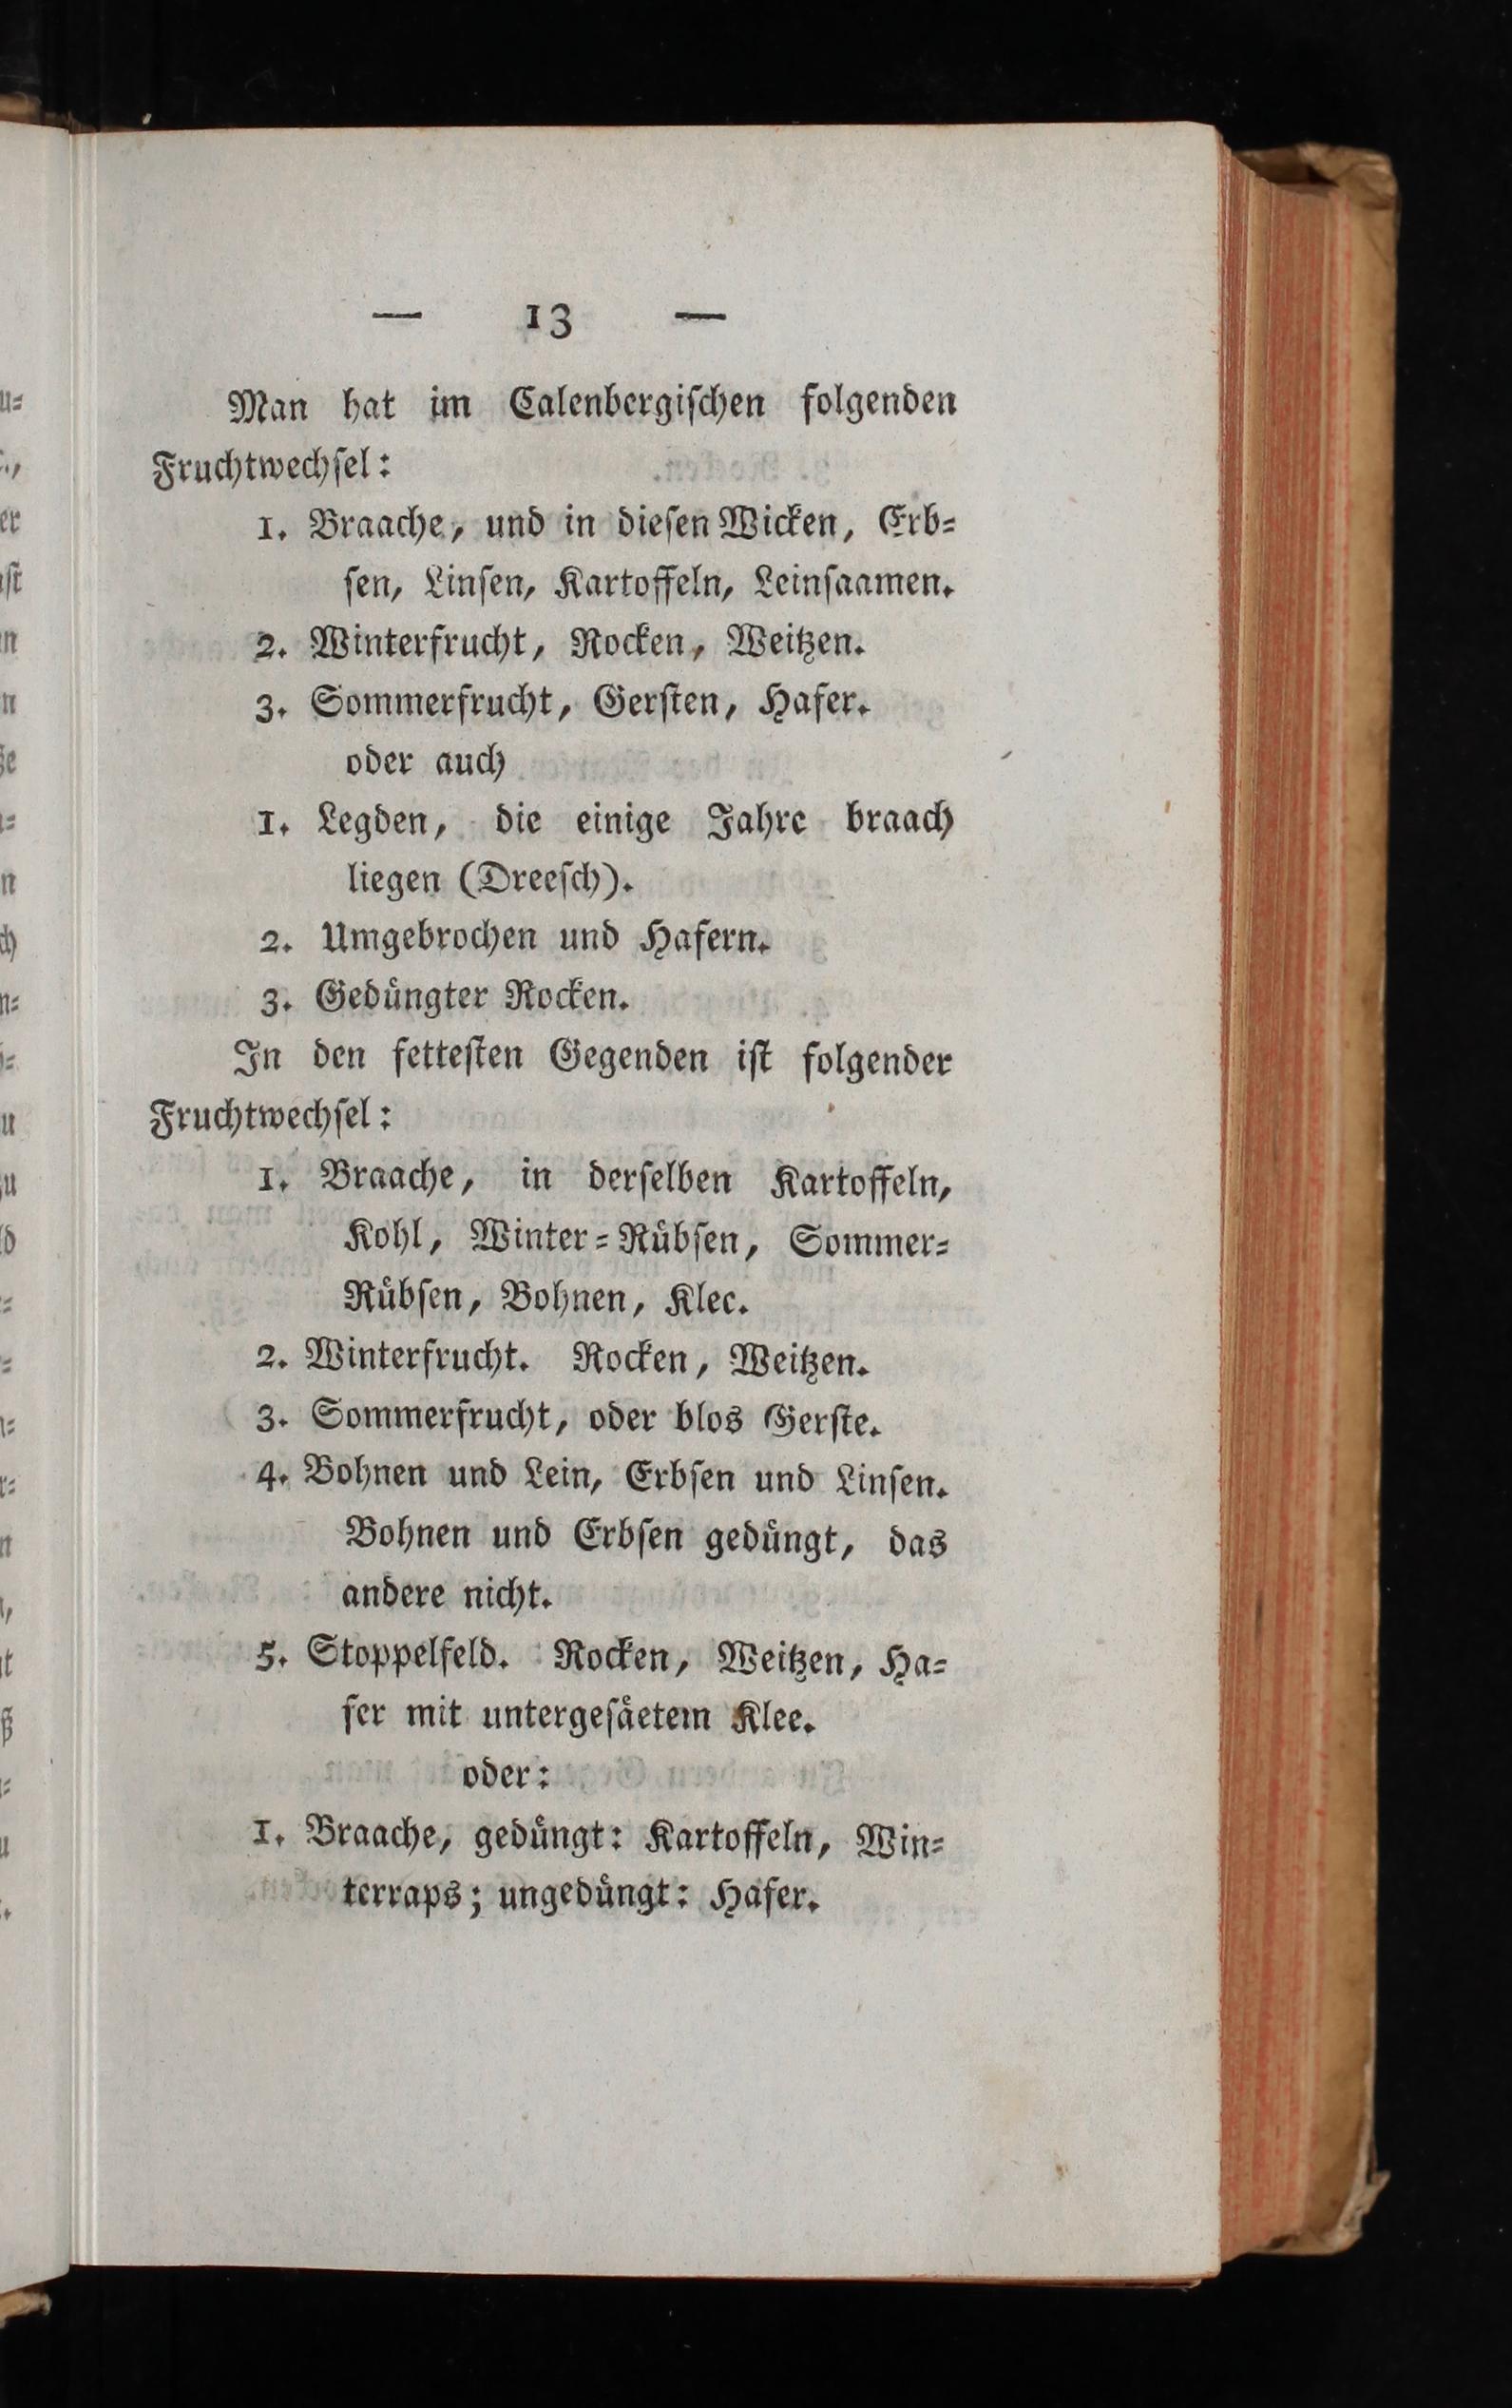 — 13 —
Man hat im Calenbergiſchen folgenden
Fruchtwechſel:
1. Braache, und in dieſen Wicken, Erb⸗
ſen, Linſen, Kartoffeln, Leinſaamen.
2. Winterfrucht, Rocken, Weitzen.
3. Sommerfrucht, Gerſten, Hafer.
oder auch
1. Legden, die einige Jahre braach
liegen (Dreeſch).
2. Umgebrochen und Hafern.
3. Gedüngter Rocken.
In den fetteſten Gegenden iſt folgender
Fruchtwechſel:
1. Braache, in derſelben Kartoffeln,
Kohl, Winter⸗Rübſen, Sommer⸗
Rübſen, Bohnen, Klee.
2. Winterfrucht. Rocken, Weitzen.
3. Sommerfrucht, oder blos Gerſte.
4. Bohnen und Lein, Erbſen und Linſen.
Bohnen und Erbſen gedüngt, das
andere nicht.
5. Stoppelfeld. Rocken, Weitzen, Ha⸗
fer mit untergeſäetem Klee.
oder:
1. Braache, gedüngt: Kartoffeln, Win⸗
terraps; ungedüngt: Hafer.